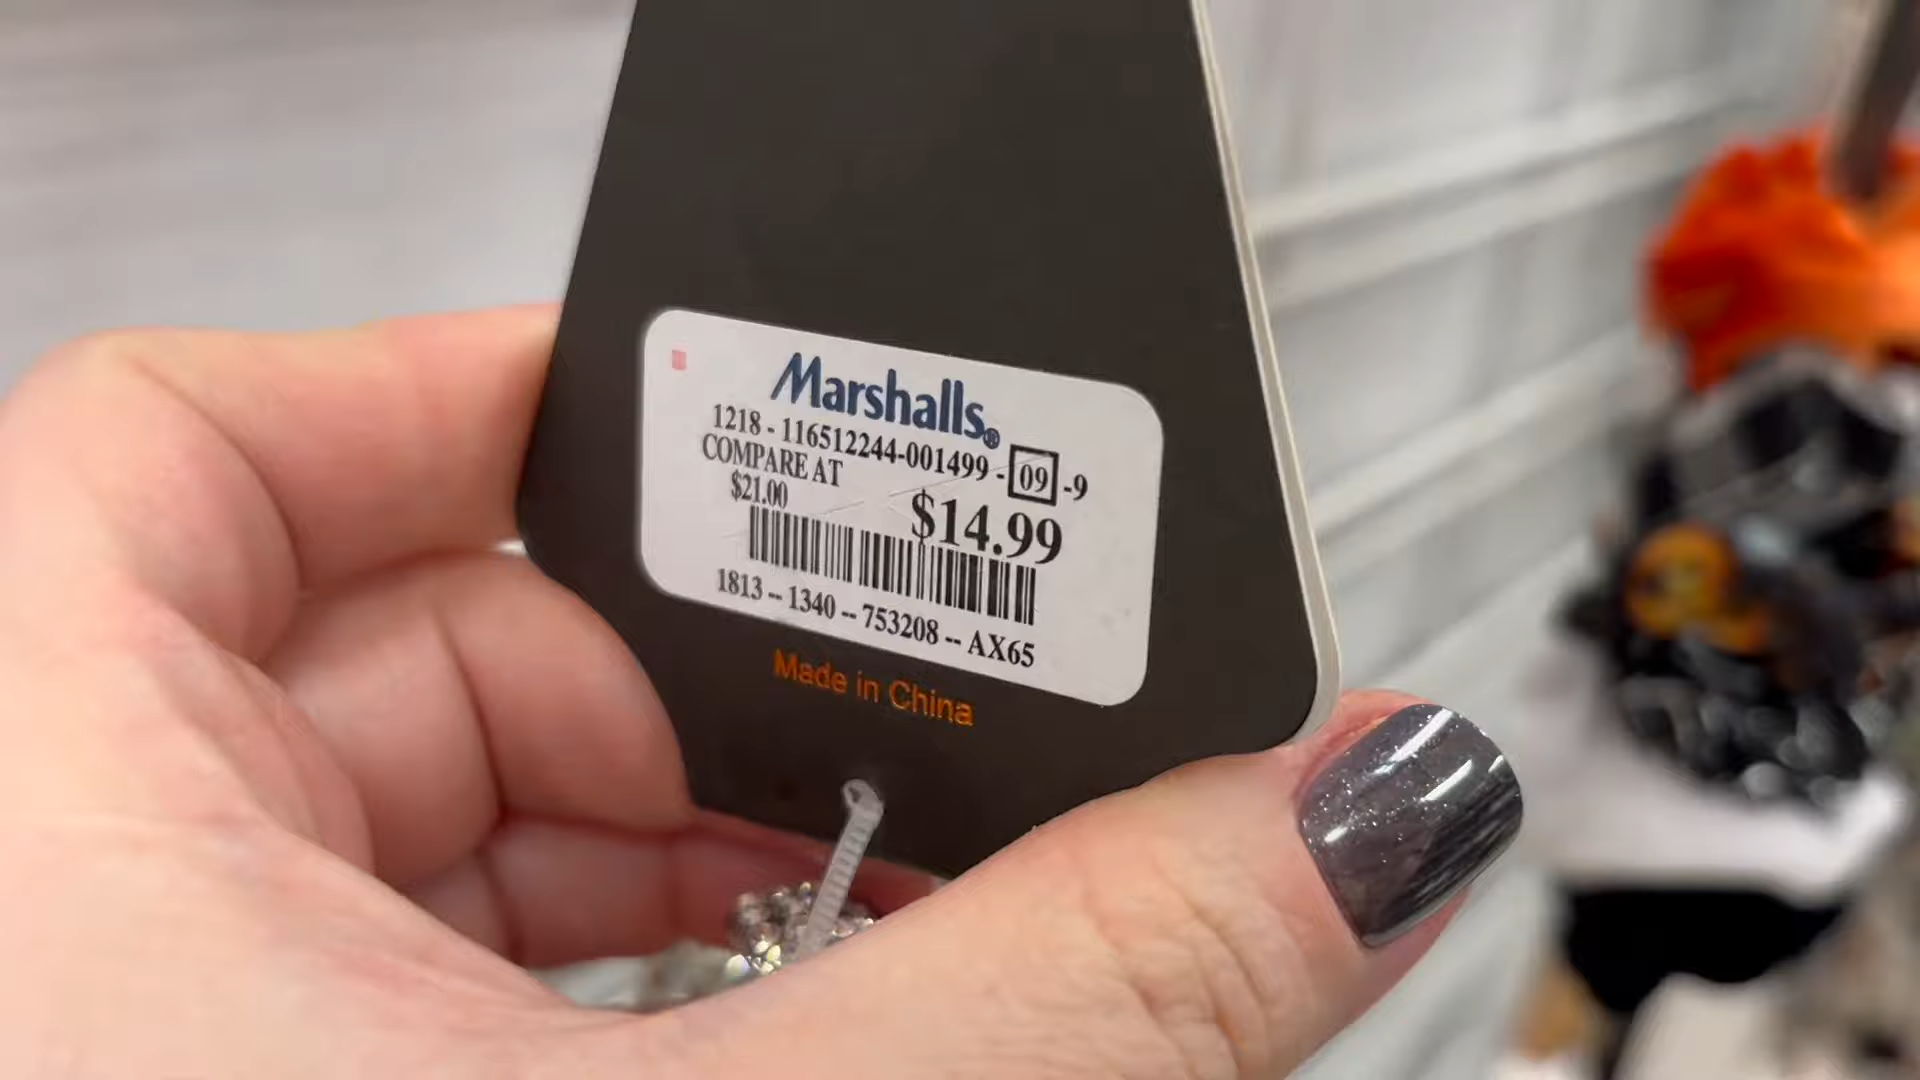 Marshalls®
1218 - 116512244-001499 - 09 -9
COMPARE AT
$21.00
$14.99
1813 -- 1340 -- 753208 -- AX65
Made in China